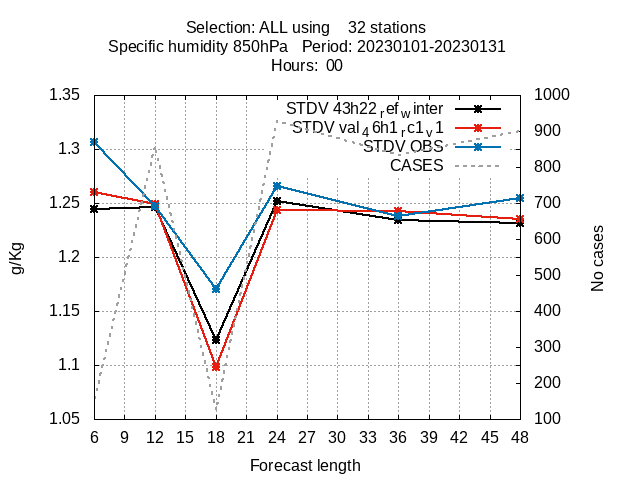 Selection: ALL using    32 stations
Specific humidity 850hPa   Period: 20230101-20230131
Hours:  00
1.35
1.3
1.25
1.2
1.15
1.1
1.05
g/Kg
STDV 43h22ref winter
STDV val46h1rc1v1
STDV OBS
CASES
1000
900
800
700
600
500
400
300
200
100
No cases
6 9 12 15 18 21 24 27 30 33 36 39 42 45 48
Forecast length